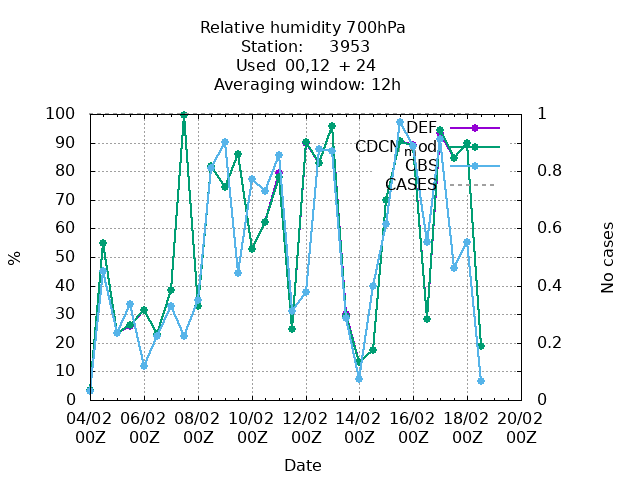 Relative humidity 700hPa
Station: 3953
Used 00,12 + 24
Averaging window: 12h
100 90 80 70 60 50 40 30 20 10 0
%
1 0.8 0.6 0.4 0.2 0
No cases
DEF
CDCN_mod
OBS
CASES
04/02 06/02 08/02 10/02 12/02 14/02 16/02 18/02 20/02
00Z 00Z 00Z 00Z 00Z 00Z 00Z 00Z 00Z
Date